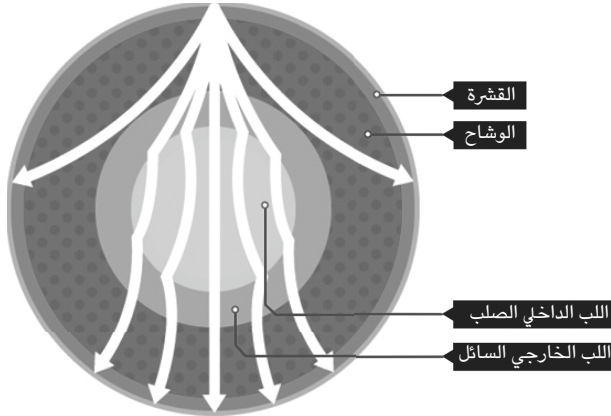 القشرة
الوشاح
اللب الداخلي الصلب
اللب الخارجي السائل